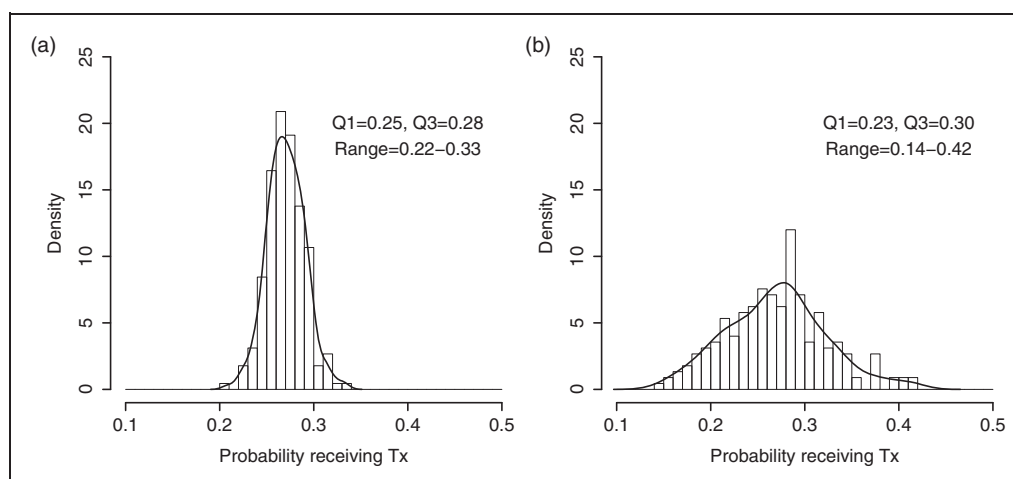 (a)
25
20
15
10
5
0
Density
Q1=0.25, Q3=0.28
Range=0.22–0.33
0.1 0.2 0.3 0.4 0.5
Probability receiving Tx
(b)
25
20
15
10
5
0
Density
Q1=0.23, Q3=0.30
Range=0.14–0.42
0.1 0.2 0.3 0.4 0.5
Probability receiving Tx